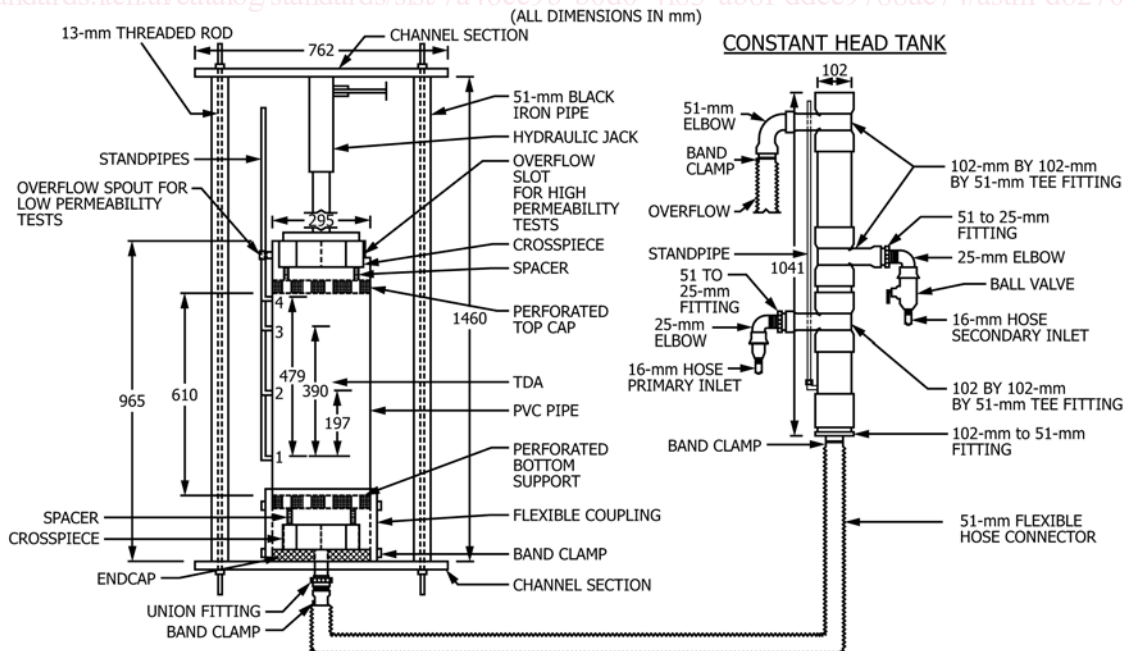 (ALL DIMENSIONS IN mm)
13-mm THREADED ROD
762
CHANNEL SECTION
51-mm BLACK
IRON PIPE
HYDRAULIC JACK
STANDPIPES
OVERFLOW
SLOT
FOR HIGH
PERMEABILITY
TESTS
OVERFLOW SPOUT FOR
LOW PERMEABILITY
TESTS
295
CROSSPIECE
SPACER
PERFORATED
TOP CAP
1460
4
3
2
1
479
390
197
610
965
TDA
PVC PIPE
PERFORATED
BOTTOM
SUPPORT
SPACER
FLEXIBLE COUPLING
CROSSPIECE
BAND CLAMP
ENDCAP
CHANNEL SECTION
UNION FITTING
BAND CLAMP
CONSTANT HEAD TANK
102
51-mm
ELBOW
BAND
CLAMP
OVERFLOW
102-mm BY 102-mm
BY 51-mm TEE FITTING
51 to 25-mm
FITTING
STANDPIPE
1041
25-mm ELBOW
51 TO
25-mm
FITTING
BALL VALVE
25-mm
ELBOW
16-mm HOSE
SECONDARY INLET
16-mm HOSE
PRIMARY INLET
102 BY 102-mm
BY 51-mm TEE FITTING
BAND CLAMP
102-mm to 51-mm
FITTING
51-mm FLEXIBLE
HOSE CONNECTOR